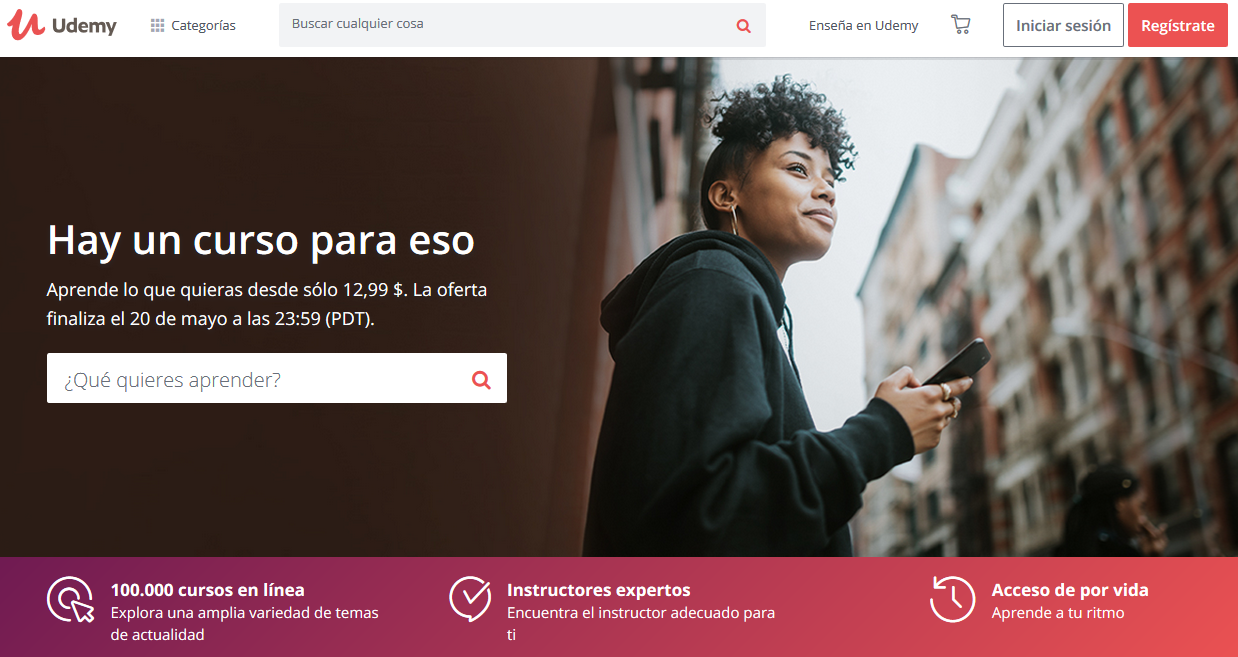 Udemy
Categorías
Buscar cualquier cosa
Enseña en Udemy
Iniciar sesión
Regístrate
Hay un curso para eso
Aprende lo que quieras desde sólo 12,99 $. La oferta
finaliza el 20 de mayo a las 23:59 (PDT).
¿Qué quieres aprender?
100.000 cursos en línea
Explora una amplia variedad de temas
de actualidad
Instructores expertos
Encuentra el instructor adecuado para
ti
Acceso de por vida
Aprende a tu ritmo